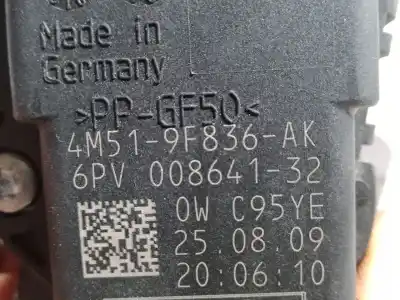 Made in
Germany
>PP-GF50<
4M51-9F836-AK
6PV 008641-32
0W C95YE
25.08.09
20:06:10